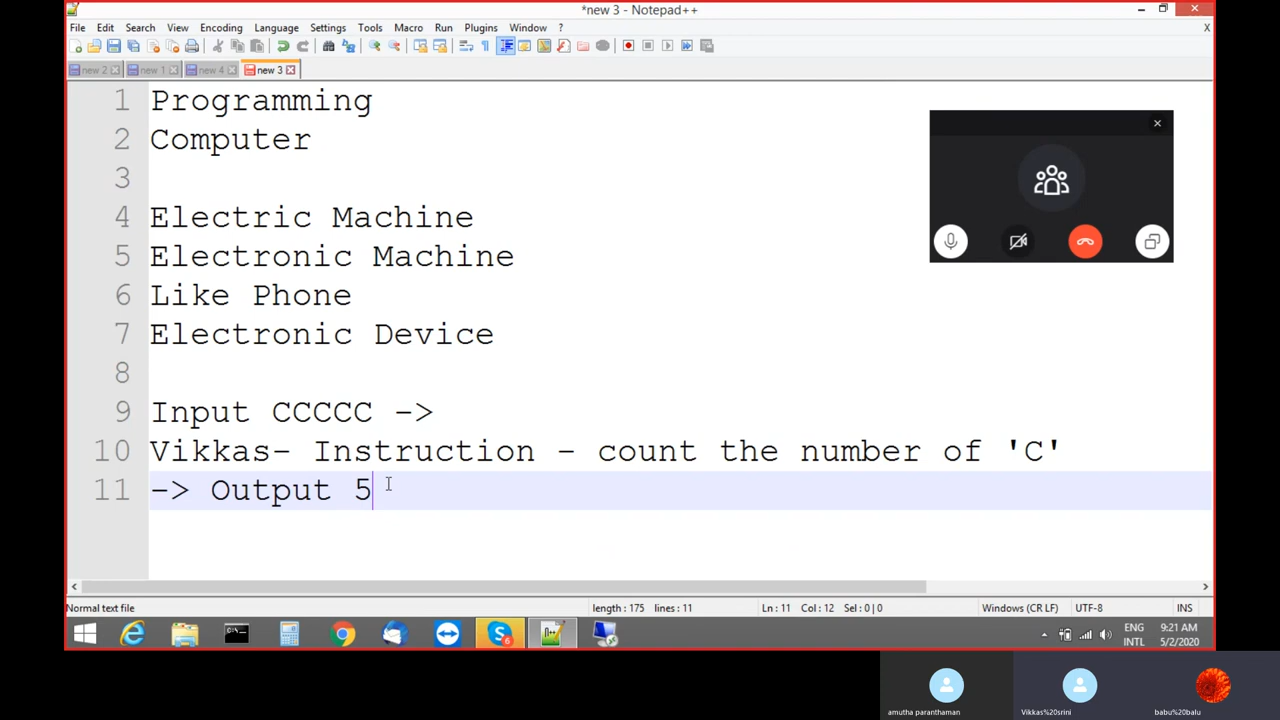 *new 3 - Notepad++
File Edit Search View Encoding Language Settings Tools Macro Run Plugins Window ? X
new 2 new 1 new 4 new 3
1 Programming
2 Computer
3
4 Electric Machine
5 Electronic Machine
6 Like Phone
7 Electronic Device
8
9 Input CCCCC ->
10 Vikkas- Instruction - count the number of 'C'
11 -> Output 5
Normal text file length : 175 lines : 11 Ln : 11 Col : 12 Sel : 0 | 0 Windows (CR LF) UTF-8 INS
ENG 9:21 AM
INTL 5/2/2020
amutha paranthaman Vikkas%20srini babu%20balu